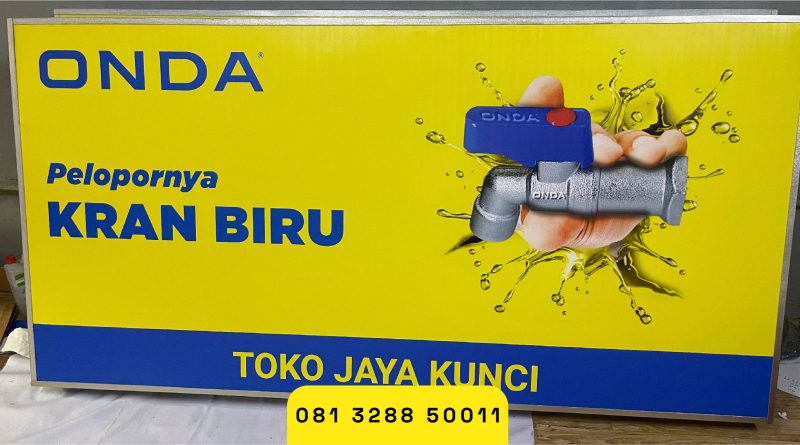 ONDA®
Pelopornya
KRAN BIRU
ONDA
ONDA
TOKO JAYA KUNCI
081 3288 50011